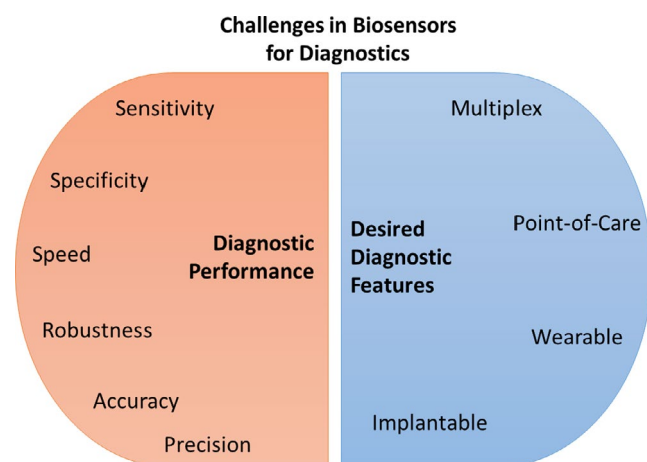 Challenges in Biosensors
for Diagnostics
Sensitivity
Specificity
Speed
Robustness
Accuracy
Precision
Diagnostic
Performance
Desired
Diagnostic
Features
Multiplex
Point-of-Care
Wearable
Implantable